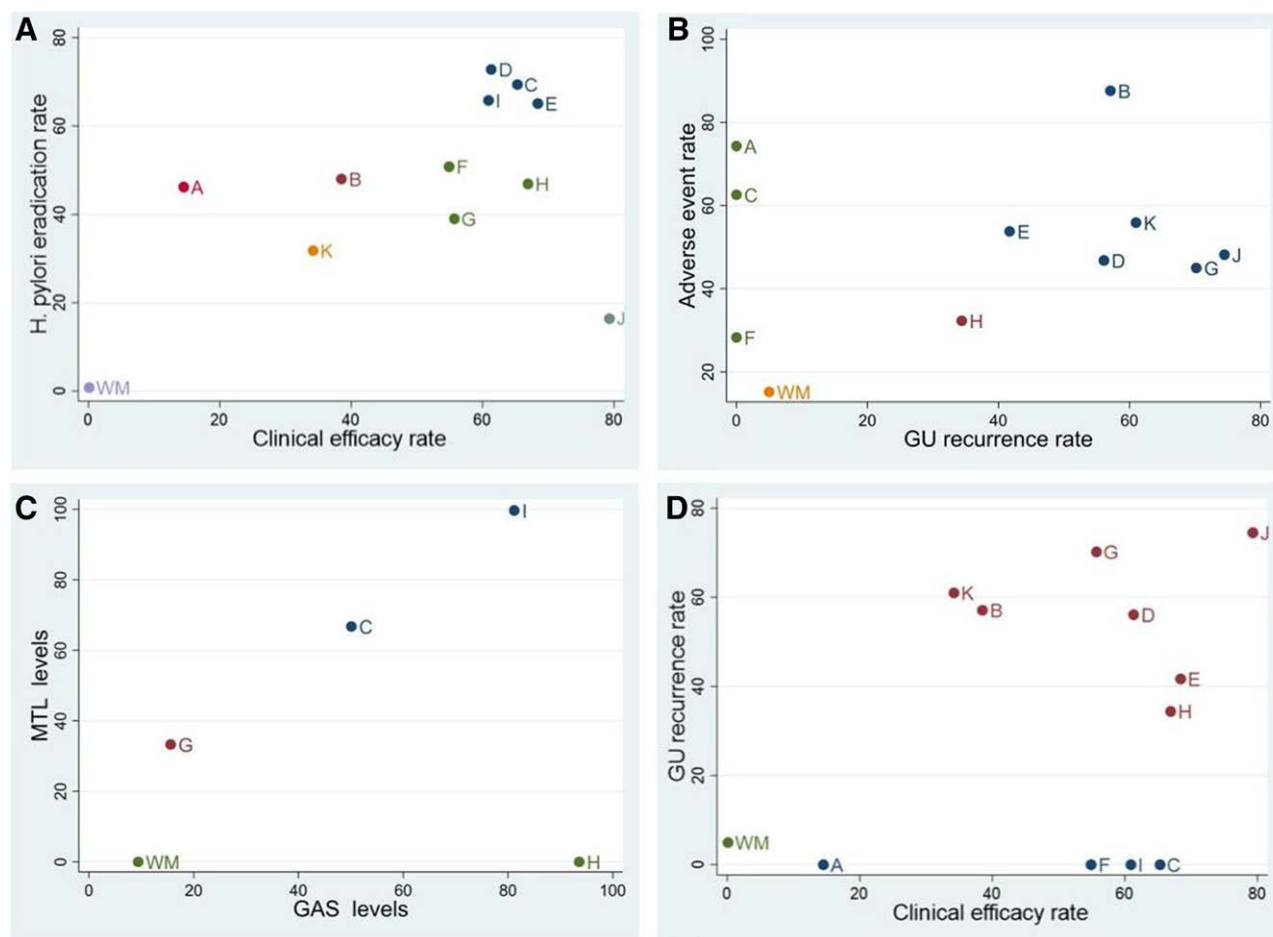 A
H. pylori eradication rate
80
60
40
20
0
D
C
I
E
F
H
A
B
G
K
J
WM
0 20 40 60 80
Clinical efficacy rate
B
Adverse event rate
100
80
60
40
20
B
A
C
E
K
D
G
J
H
F
WM
0 20 40 60 80
GU recurrence rate
C
MTL levels
100
80
60
40
20
0
I
C
G
WM
H
0 20 40 60 80 100
GAS levels
D
GU recurrence rate
80
60
40
20
0
J
G
K
B
D
E
H
WM
A
F
I
C
0 20 40 60 80
Clinical efficacy rate